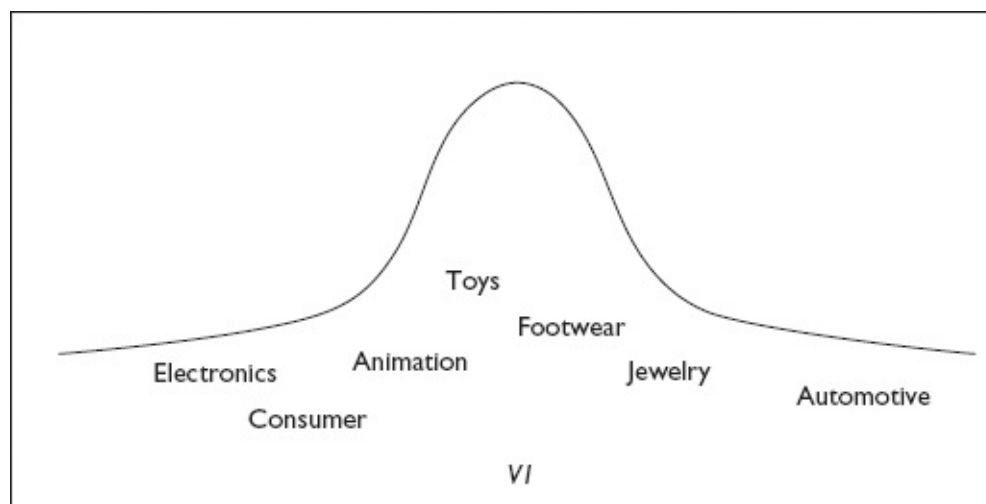 Toys
Footwear
Animation
Jewelry
Electronics
Automotive
Consumer
VI